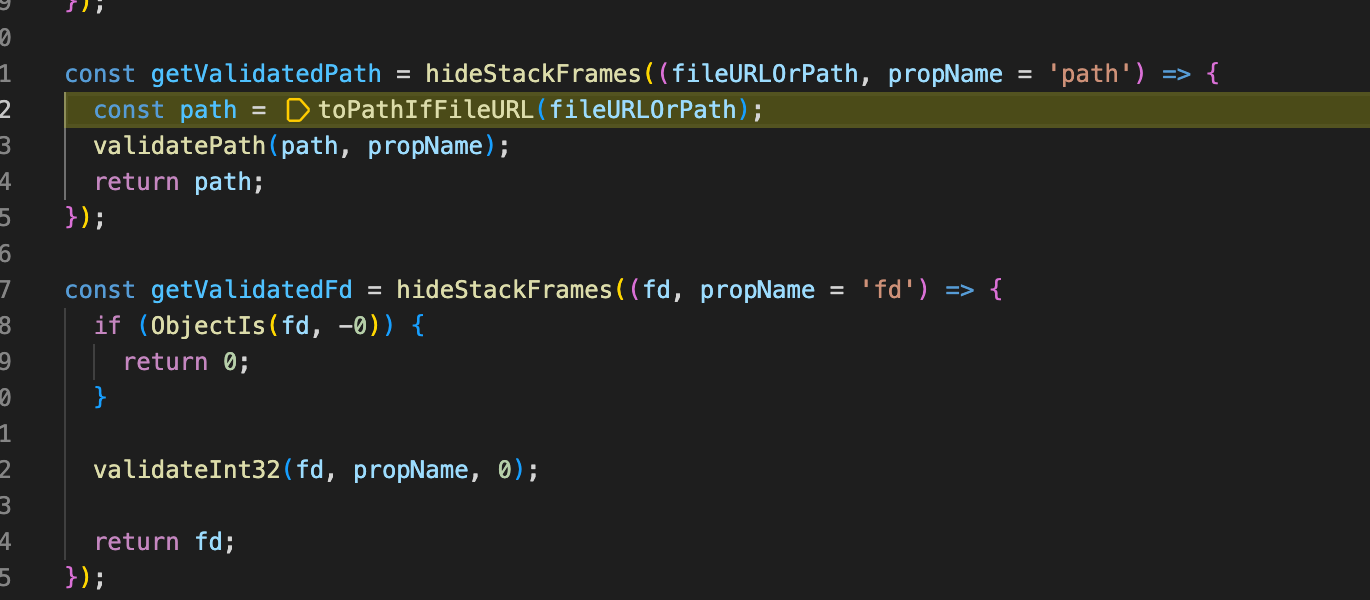 9 });
0
1 const getValidatedPath = hideStackFrames((fileURLOrPath, propName = 'path') => {
2 const path = toPathIfFileURL(fileURLOrPath);
3 validatePath(path, propName);
4 return path;
5 });
6
7 const getValidatedFd = hideStackFrames((fd, propName = 'fd') => {
8 if (ObjectIs(fd, -0)) {
9 return 0;
0 }
1
2 validateInt32(fd, propName, 0);
3
4 return fd;
5 });